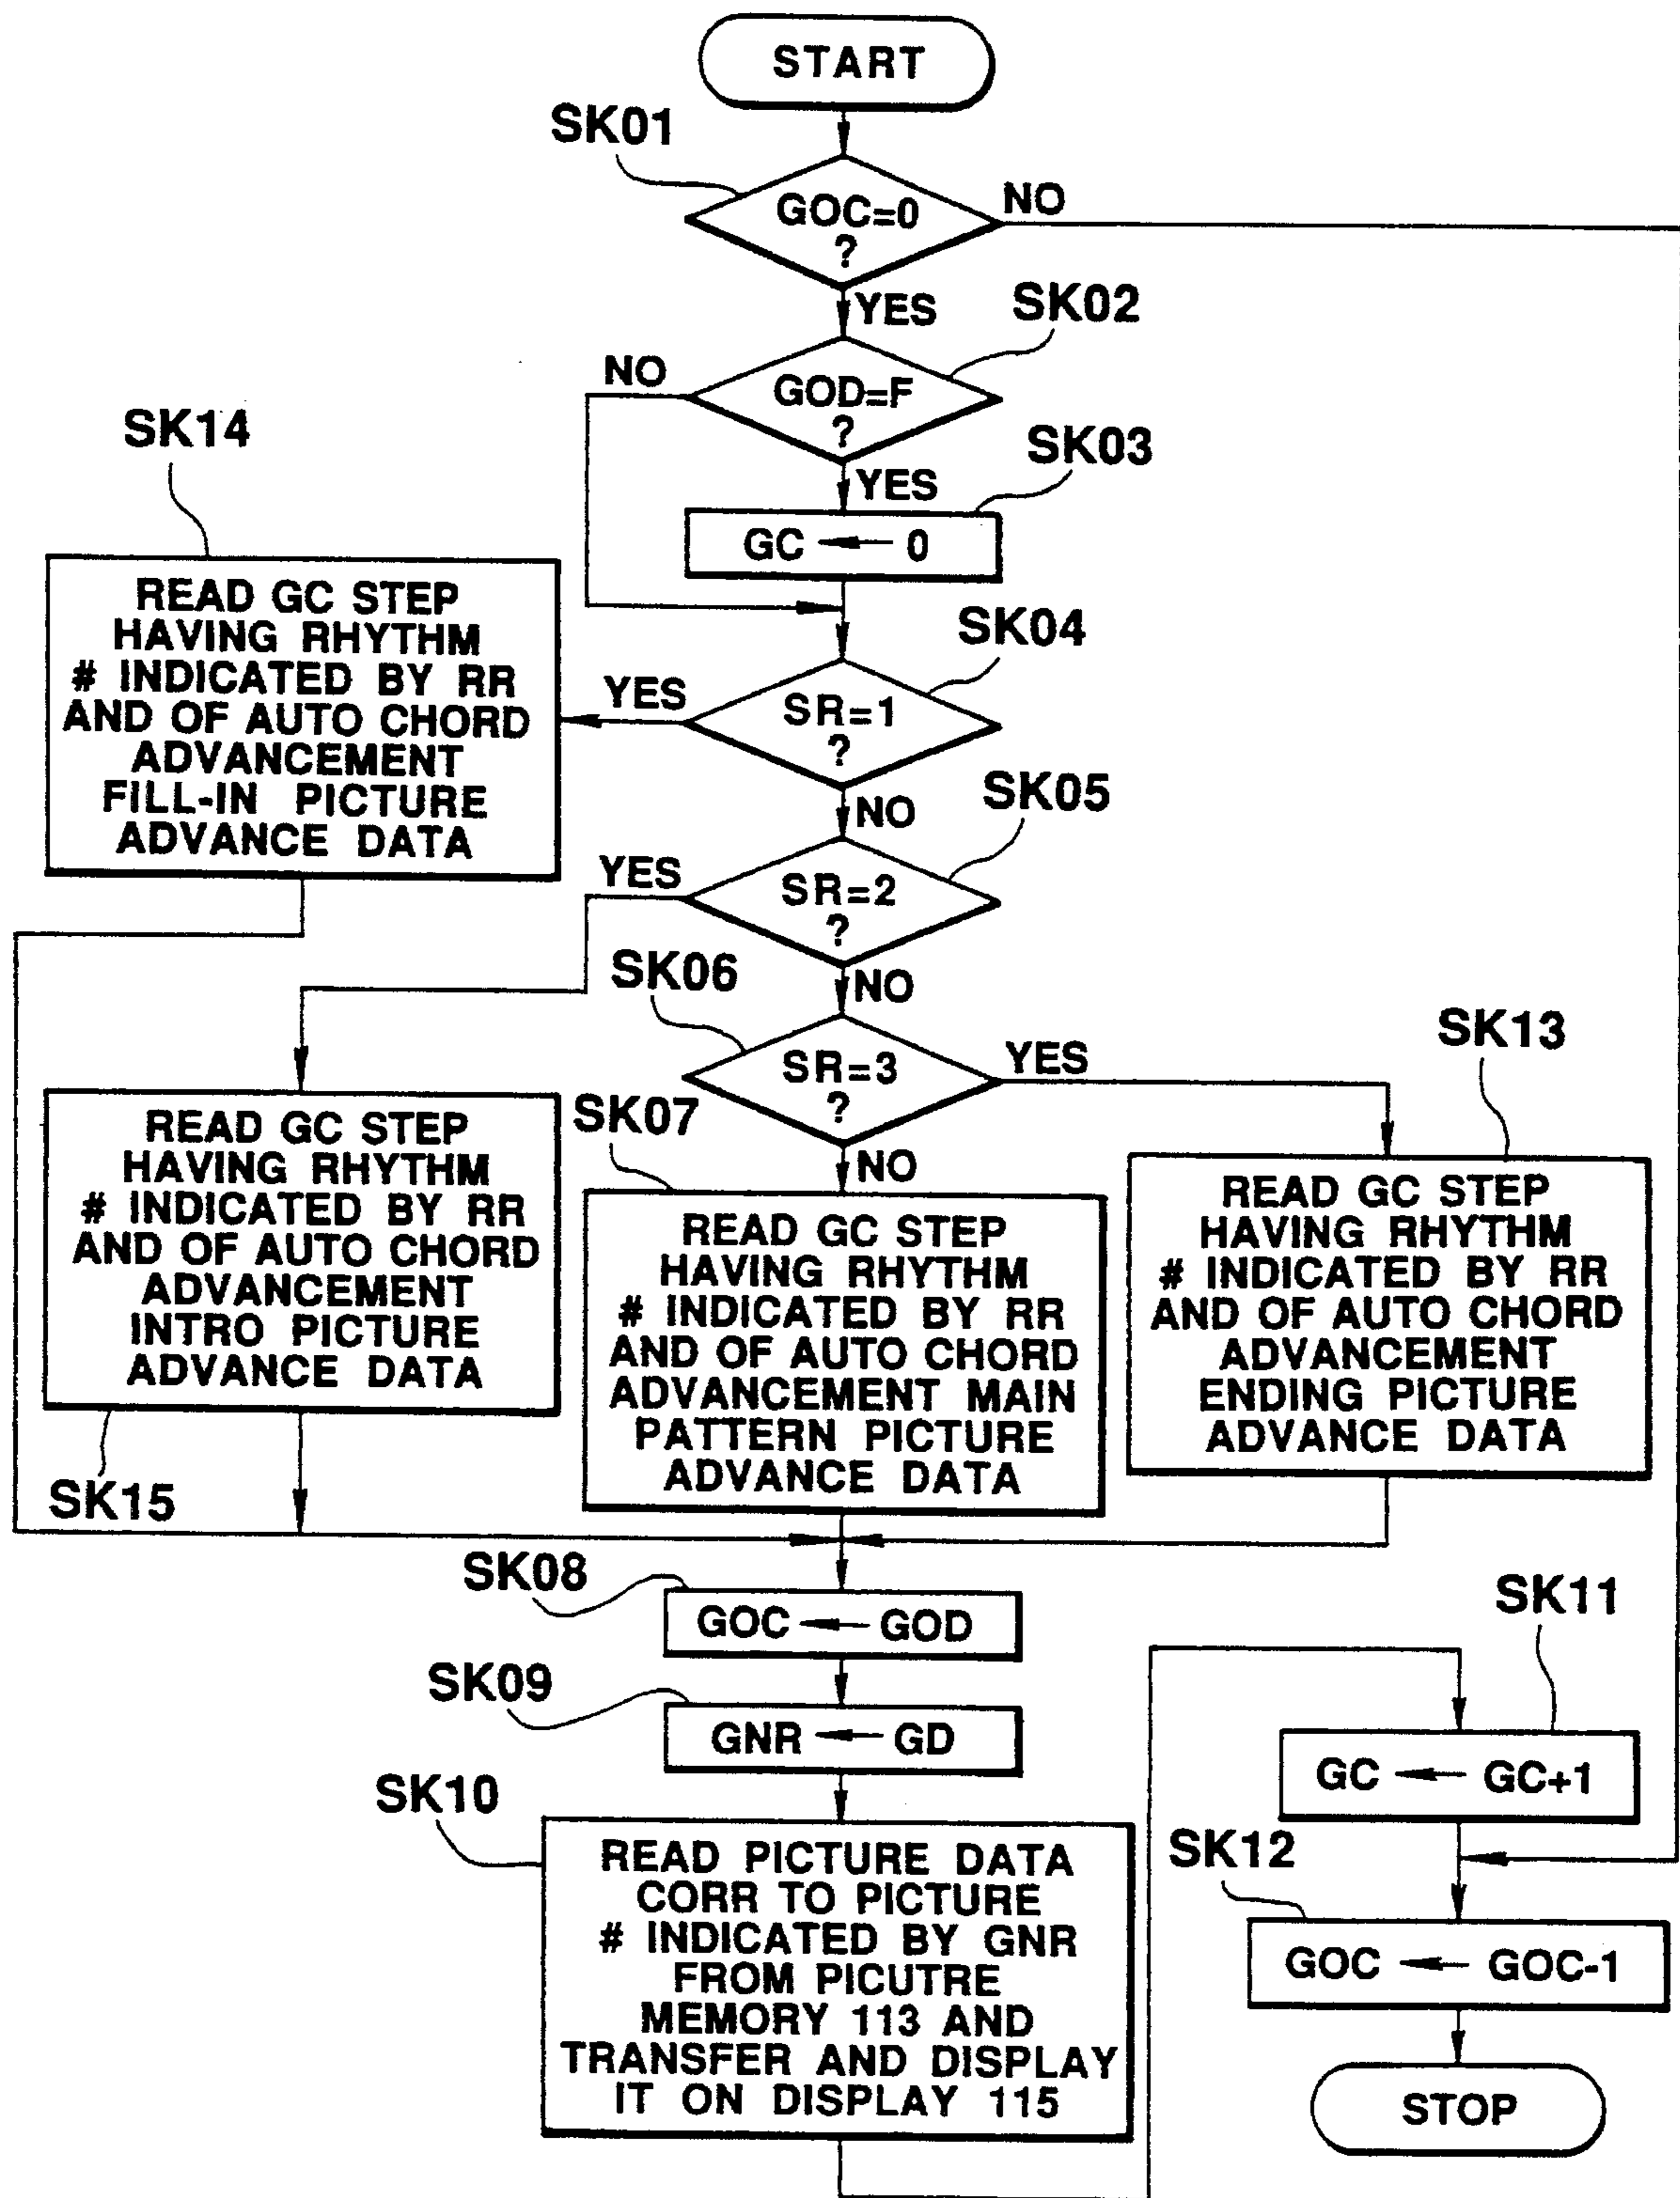 START
SK01
GOC=0
?
NO
YES
SK02
NO
GOD=F
?
SK03
YES
GC ← 0
SK14
READ GC STEP
HAVING RHYTHM
# INDICATED BY RR
AND OF AUTO CHORD
ADVANCEMENT
FILL-IN PICTURE
ADVANCE DATA
SK04
YES
SR=1
?
NO
SK05
YES
SR=2
?
NO
SK06
SR=3
?
YES
SK13
NO
SK07
READ GC STEP
HAVING RHYTHM
# INDICATED BY RR
AND OF AUTO CHORD
ADVANCEMENT
INTRO PICTURE
ADVANCE DATA
SK15
READ GC STEP
HAVING RHYTHM
# INDICATED BY RR
AND OF AUTO CHORD
ADVANCEMENT MAIN
PATTERN PICTURE
ADVANCE DATA
READ GC STEP
HAVING RHYTHM
# INDICATED BY RR
AND OF AUTO CHORD
ADVANCEMENT
ENDING PICTURE
ADVANCE DATA
SK08
GOC ← GOD
SK09
GNR ← GD
SK10
READ PICTURE DATA
CORR TO PICTURE
# INDICATED BY GNR
FROM PICUTRE
MEMORY 113 AND
TRANSFER AND DISPLAY
IT ON DISPLAY 115
SK11
GC ← GC+1
SK12
GOC ← GOC-1
STOP